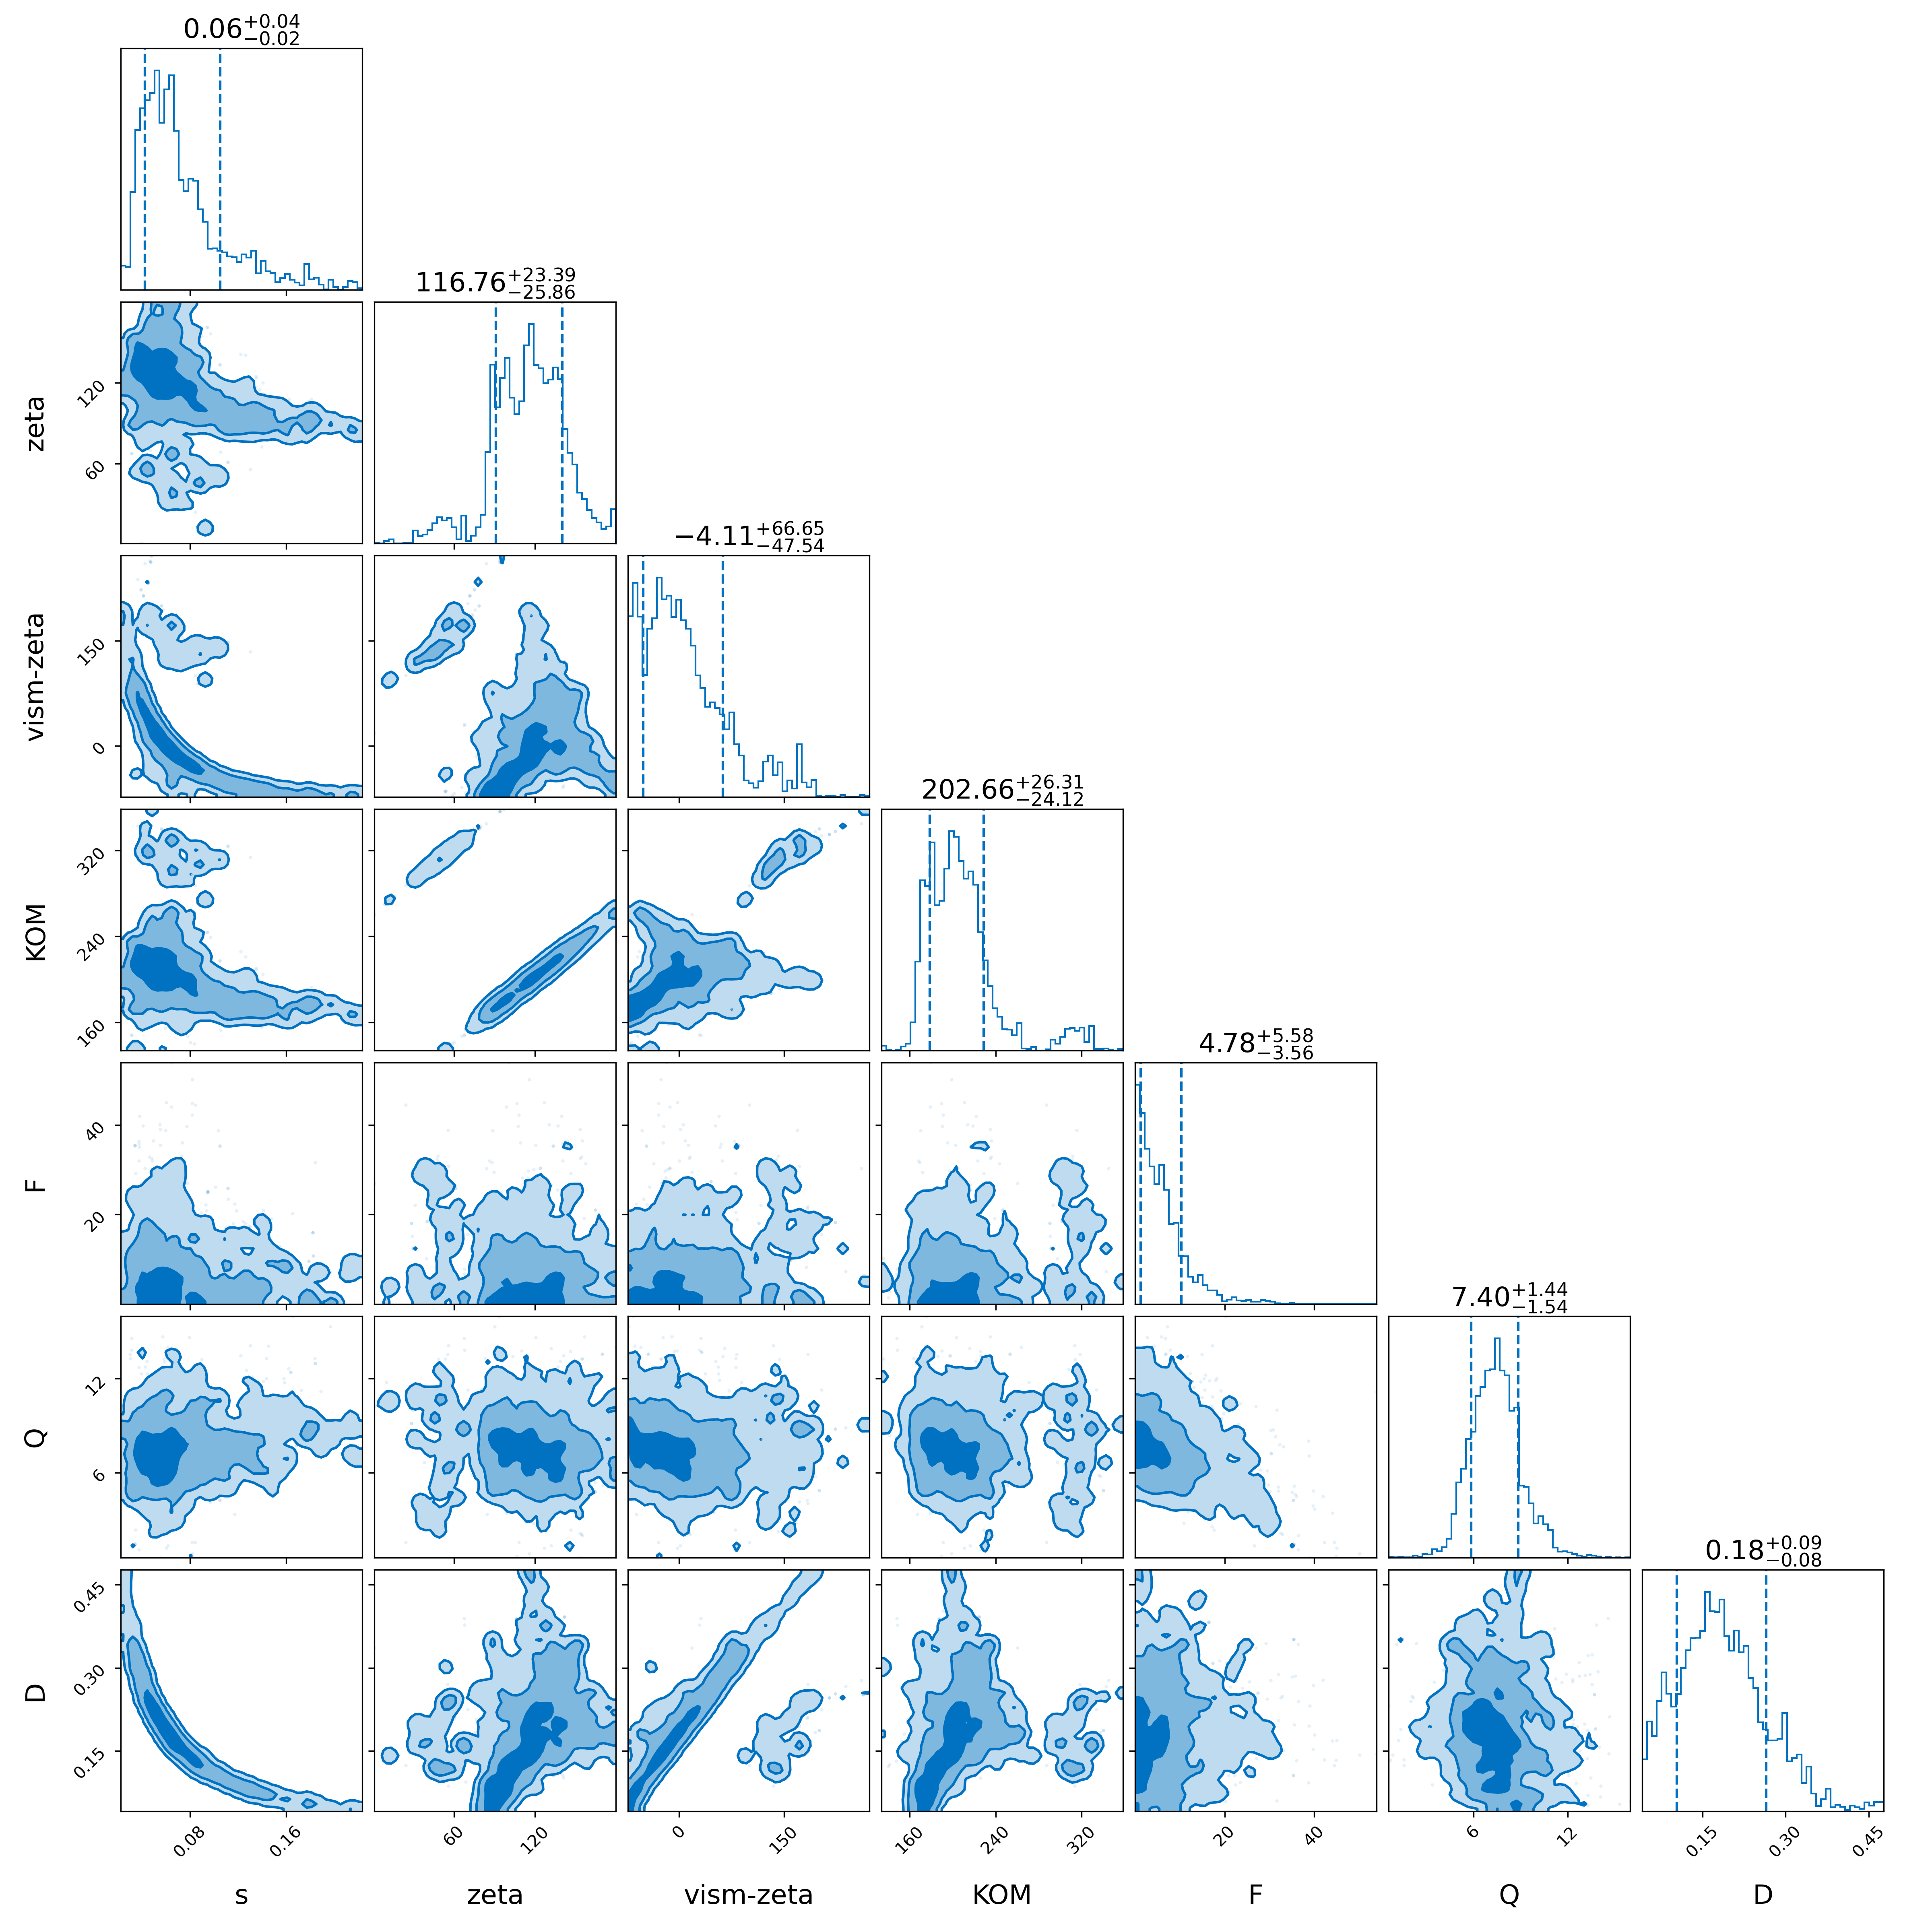 0.06+0.04−0.02
116.76+23.39−25.86
zeta
120
60
−4.11+66.65−47.54
vism-zeta
150
0
202.66+26.31−24.12
KOM
320
240
160
4.78+5.58−3.56
F
40
20
7.40+1.44−1.54
Q
12
6
0.18+0.09−0.08
D
0.45
0.30
0.15
0.08 0.16 60 120 0 150 160 240 320 20 40 6 12 0.15 0.30 0.45
s zeta vism-zeta KOM F Q D